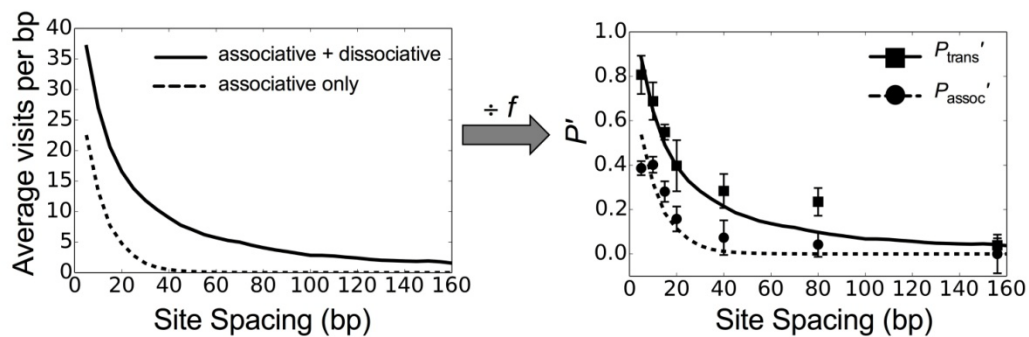 Average visits per bp
40
35
30
25
20
15
10
5
0
associative + dissociative
associative only
0 20 40 60 80 100 120 140 160
Site Spacing (bp)
÷ f
P'
1.0
0.8
0.6
0.4
0.2
0.0
Ptrans'
Passoc'
0 20 40 60 80 100 120 140 160
Site Spacing (bp)